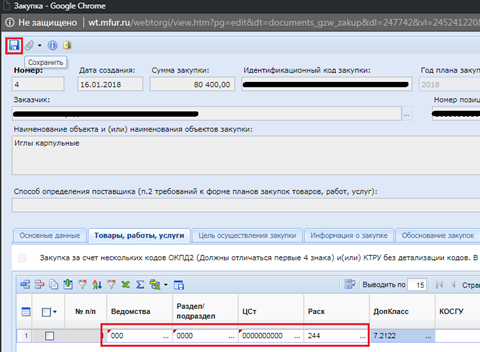 Закупка - Google Chrome
Не защищено wt.mfur.ru/webtorgi/view.htm?pg=edit&dt=documents_gzw_zakup&dl=247742&vl=245241220
Сохранить
Номер: Дата создания: Сумма закупки: Идентификационный код закупки: Год плана закупок
4 16.01.2018 80 400,00 2018
Заказчик: Номер позиц
...
Наименование объекта и (или) наименования объектов закупки:
Иглы карпульные
Способ определения поставщика (п.2 требований к форме планов закупок товаров, работ, услуг):
Основные данные Товары, работы, услуги Цель осуществления закупки Информация о закупке Обоснование закупок
Закупка за счет нескольких кодов ОКПД2 (Должны отличаться первые 4 знака) и(или) КТРУ без детализации кодов. В
Выводить по 15 Стран
№ п/п Ведомства Раздел/подраздел ЦСт Расх ДопКласс КОСГУ
1 000 ... 0000 ... 0000000000 ... 244 ... 7.2122